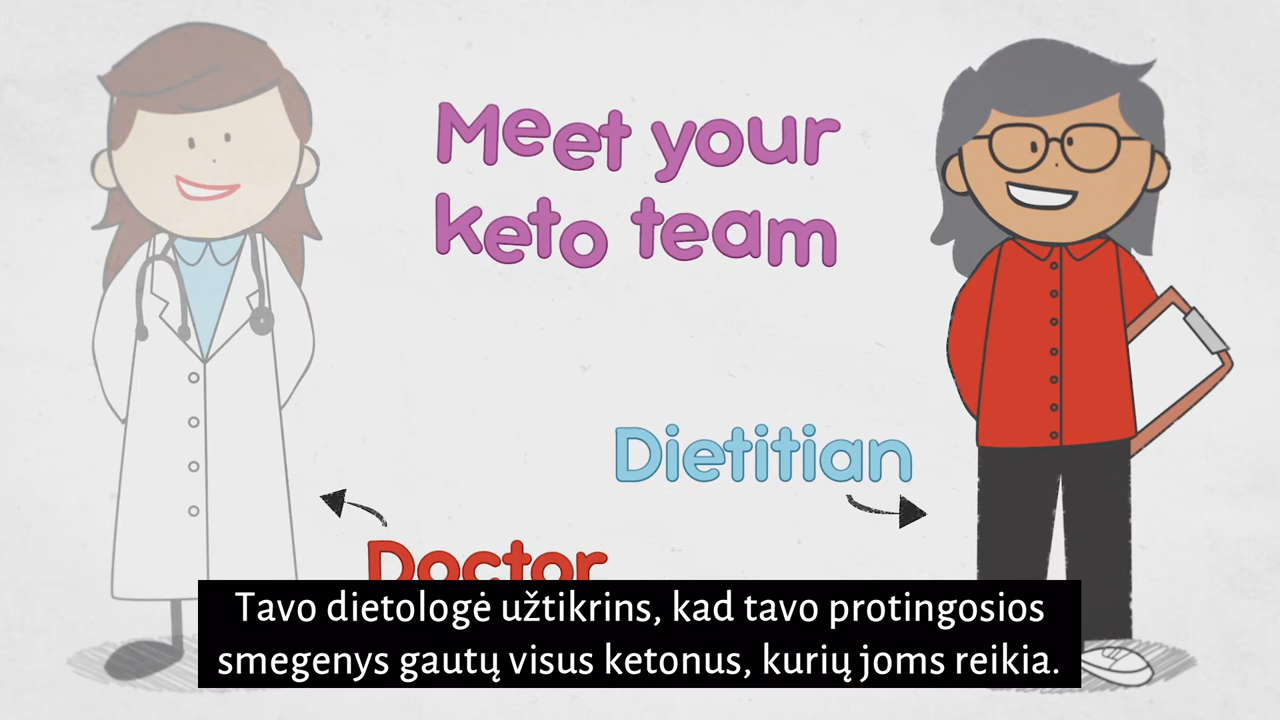 Meet your
keto team
Dietitian
Doctor
Tavo dietologė užtikrins, kad tavo protingosios
smegenys gautų visus ketonus, kurių joms reikia.